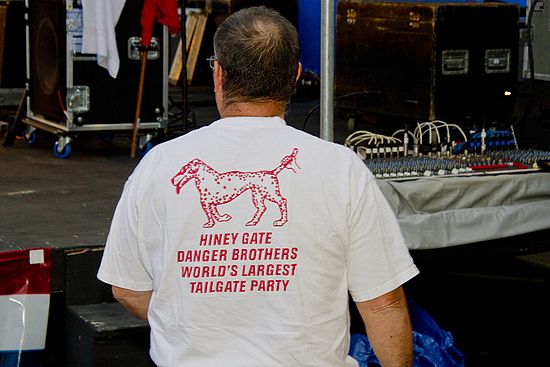 HINEY GATE
DANGER BROTHERS
WORLD'S LARGEST
TAILGATE PARTY